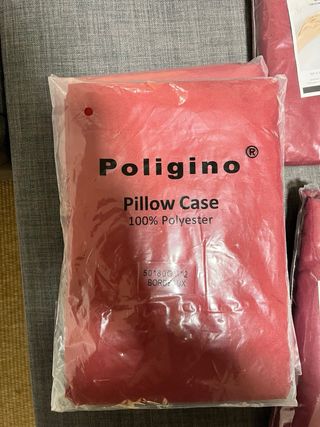 Poligino®
Pillow Case
100% Polyester
BORDEAUX